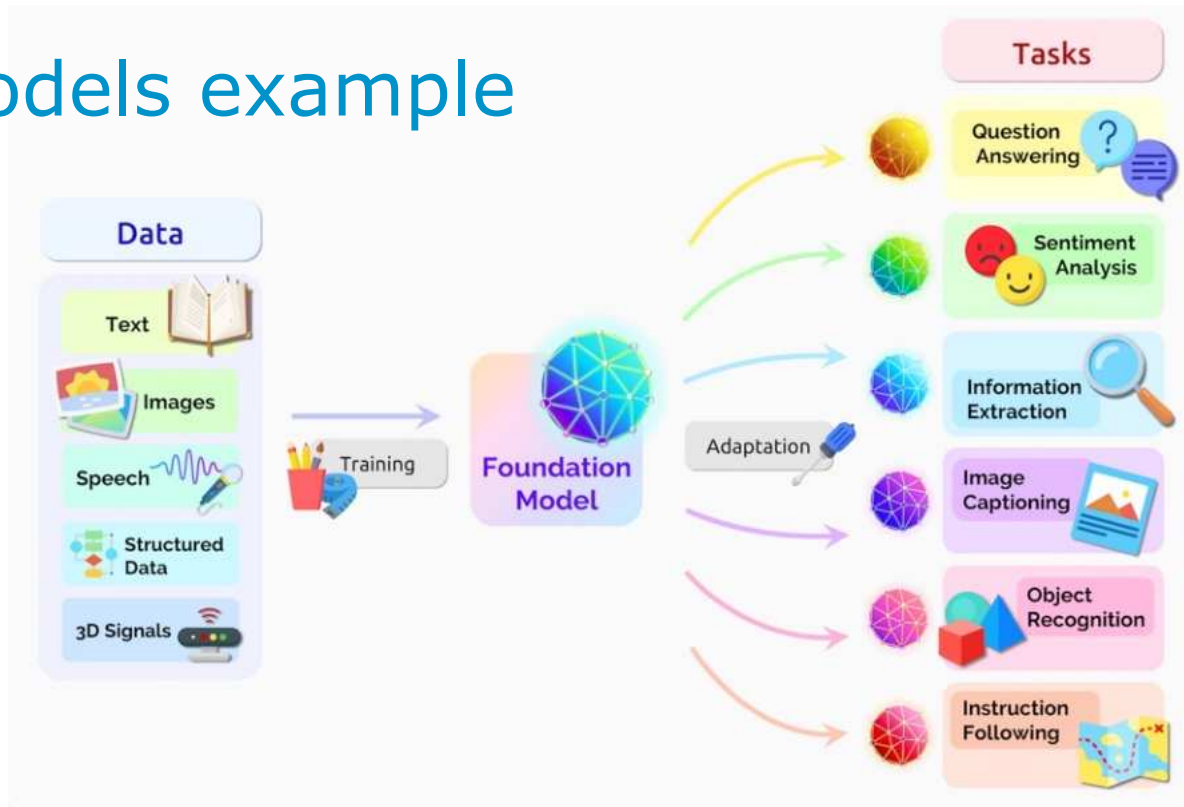 odels example
Data
Text
Images
Speech
Structured
Data
3D Signals
Training
Foundation
Model
Adaptation
Tasks
Question
Answering
?
Sentiment
Analysis
Information
Extraction
Image
Captioning
Object
Recognition
Instruction
Following